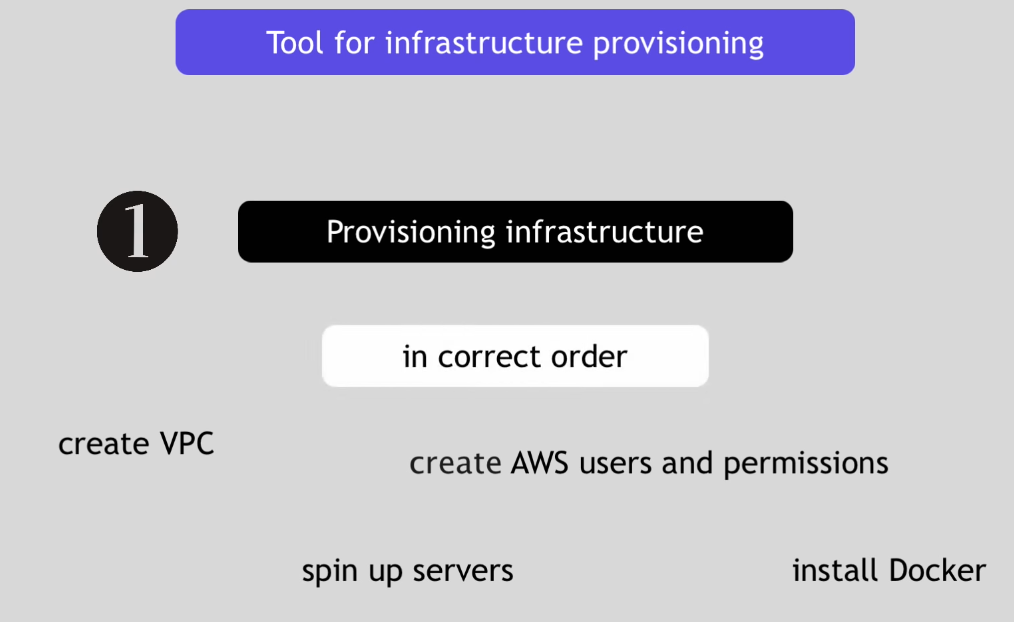 Tool for infrastructure provisioning
1
Provisioning infrastructure
in correct order
create VPC
create AWS users and permissions
spin up servers
install Docker